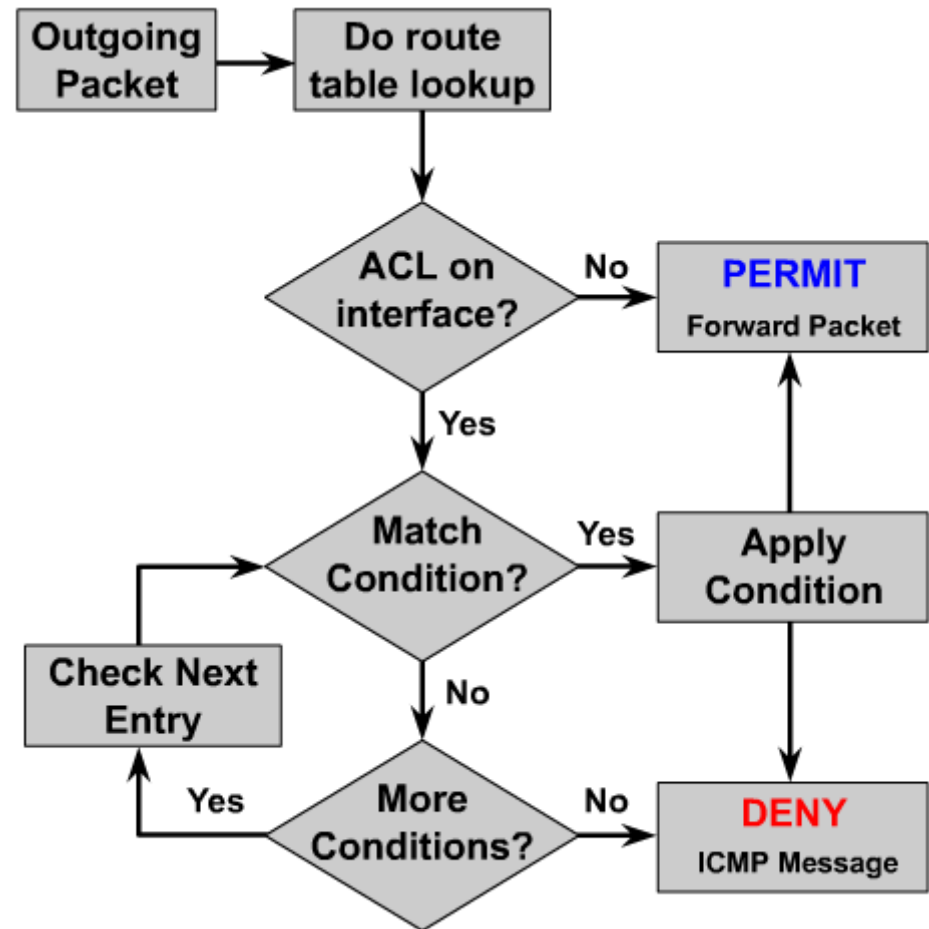 Outgoing
Packet
Do route
table lookup
ACL on
interface?
No
PERMIT
Forward Packet
Yes
Match
Condition?
Yes
Apply
Condition
Check Next
Entry
No
Yes
More
Conditions?
No
DENY
ICMP Message